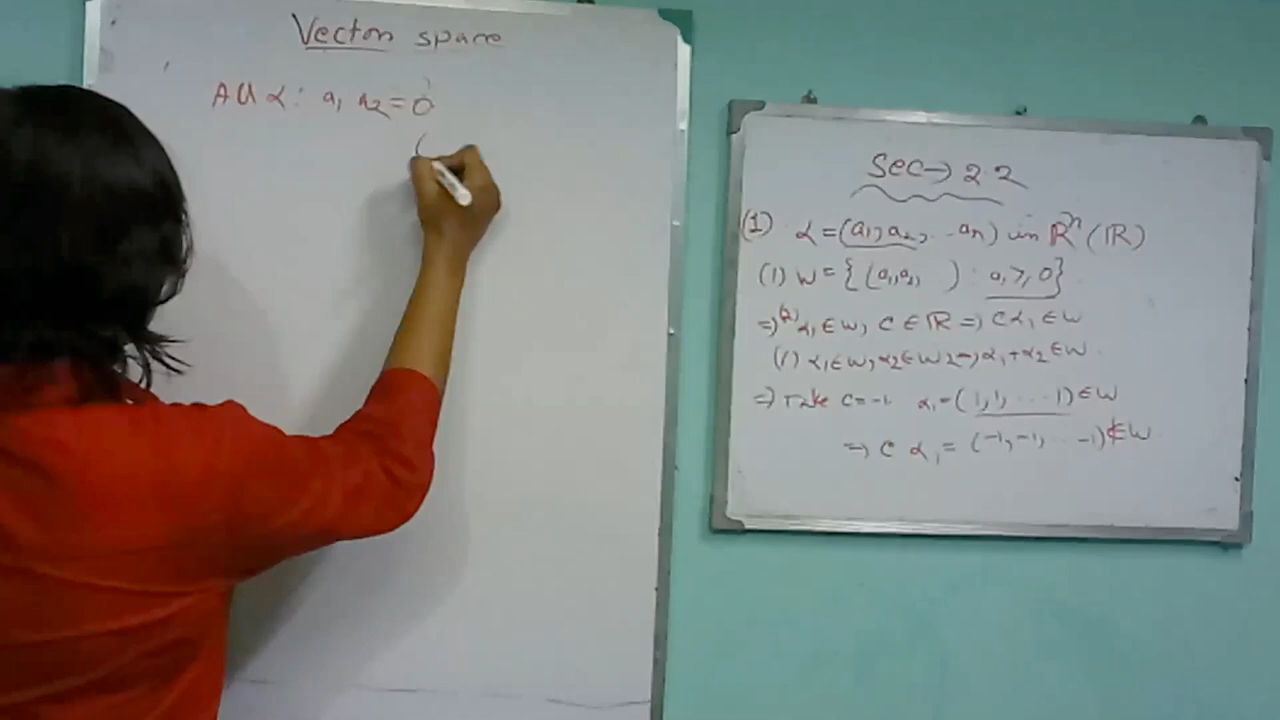 Vector space
All α : a₁ a₂ = 0
(
Sec → 2 2
(1) α = (a₁, a₂, .. aₙ) in ℝⁿ (ℝ)
(1) W = { (a₁, a₂, ) : a₁ ≥ 0 }
⇒ (2) α₁ ∈ W, C ∈ ℝ ⇒ C α₁ ∈ W
(1) α₁ ∈ W, α₂ ∈ W ⇒ α₁ + α₂ ∈ W
⇒ Take C = -1 α₁ = (1, 1, ... 1) ∈ W
⇒ C α₁ = (-1, -1, .. -1) ∉ W